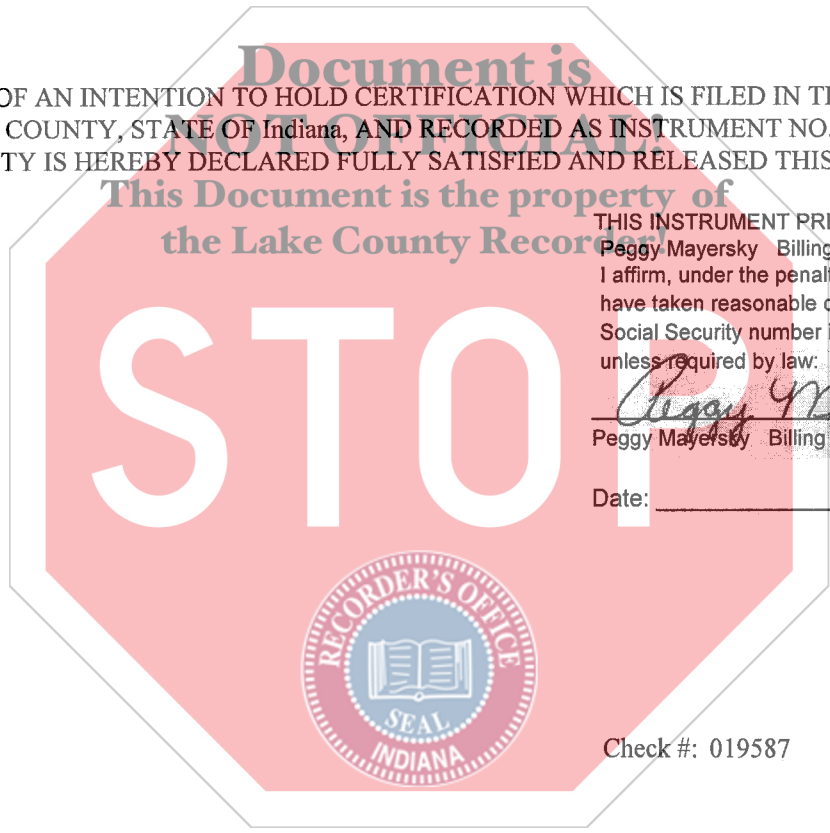 Document is
OF AN INTENTION TO HOLD CERTIFICATION WHICH IS FILED IN
COUNTY, STATE OF Indiana, AND RECORDED AS INSTRUMENT NO.
NOT OFFICIAL!
TY IS HEREBY DECLARED FULLY SATISFIED AND RELEASED THIS
This Document is the property of
the Lake County Recorder!
THIS INSTRUMENT PRE
Peggy Mayersky Billing
I affirm, under the penal
have taken reasonable
Social Security number
unless required by law:
Peggy
Peggy Mayersky Billing
Date:
STOP
RECORDER'S OFFICE
SEAL
INDIANA
Check #: 019587